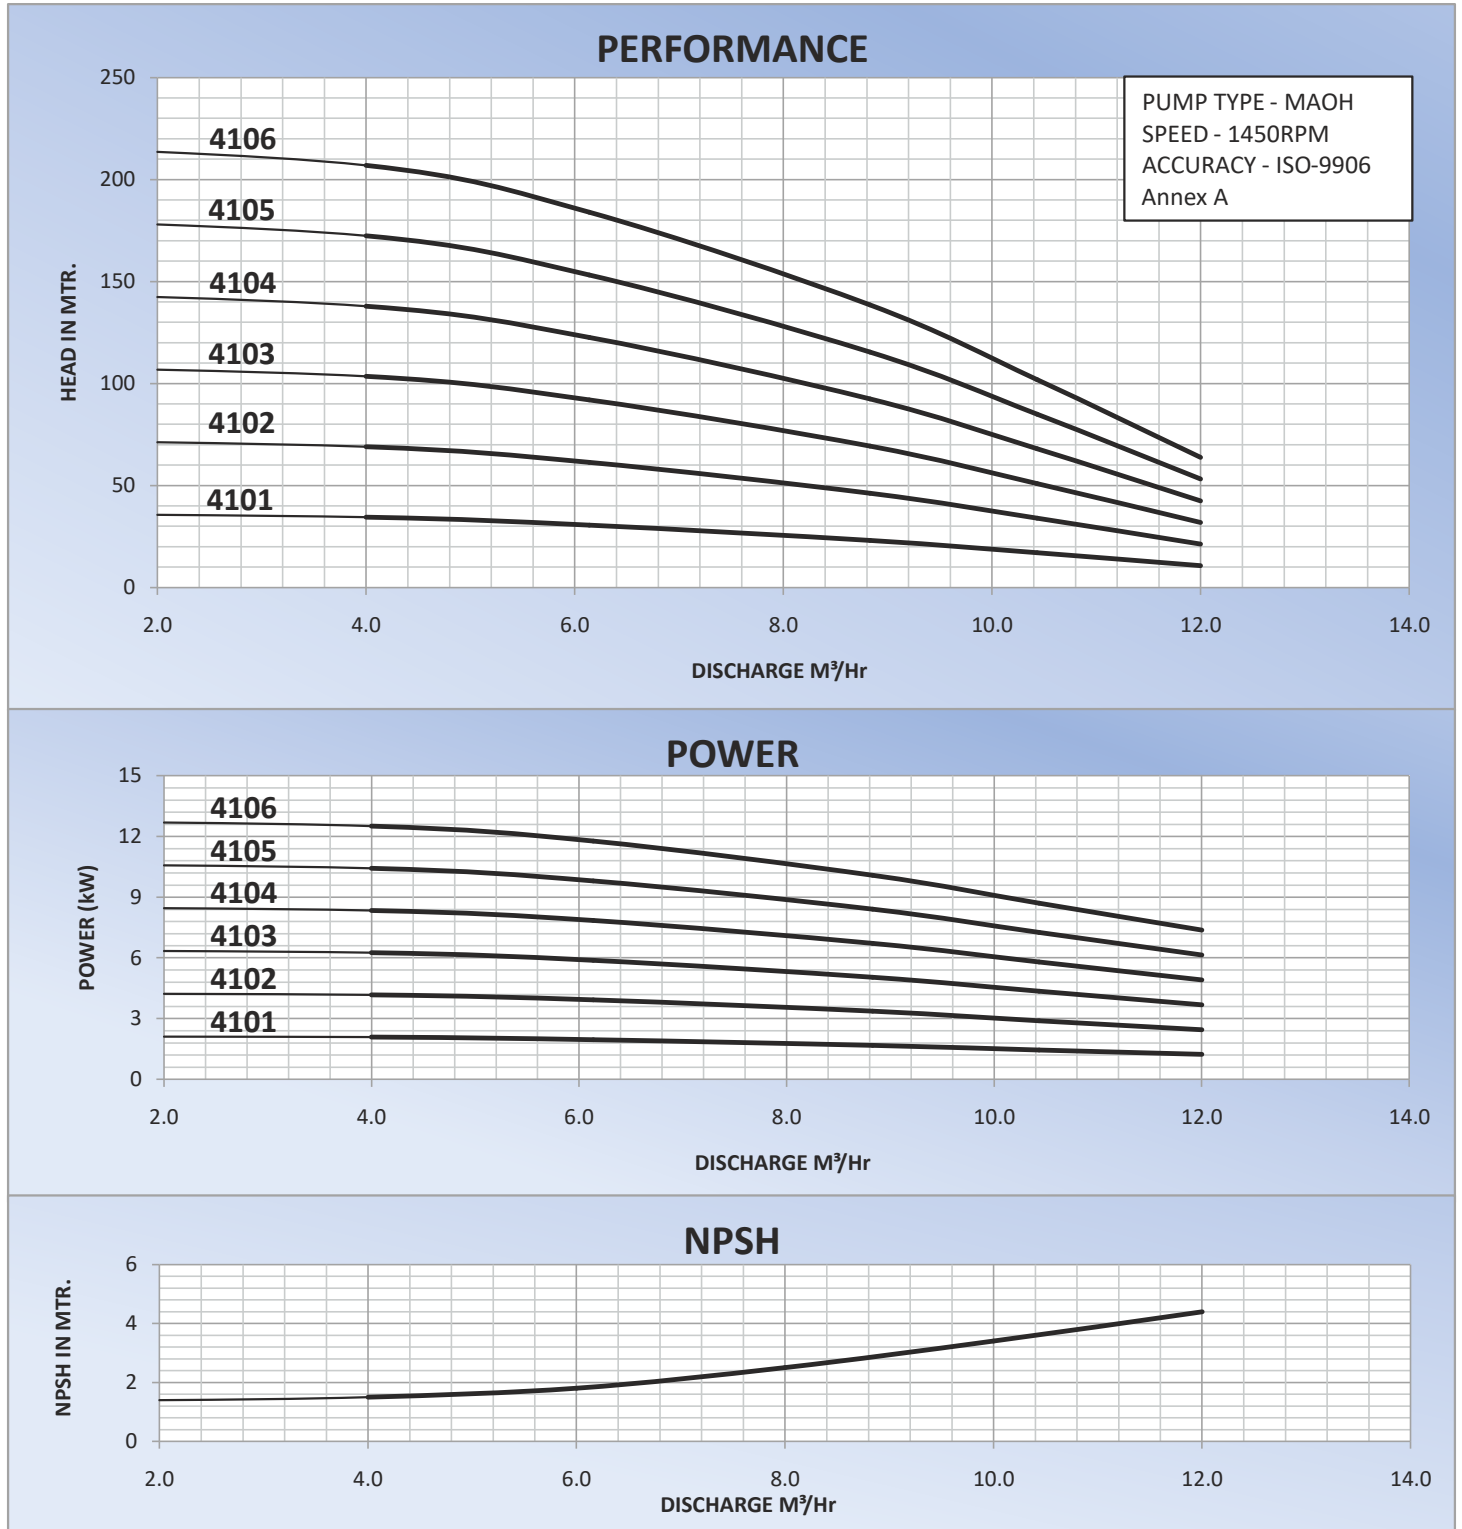 PERFORMANCE
PUMP TYPE - MAOH
SPEED - 1450RPM
ACCURACY - ISO-9906
Annex A
HEAD IN MTR.
250
200
150
100
50
0
4106
4105
4104
4103
4102
4101
2.0 4.0 6.0 8.0 10.0 12.0 14.0
DISCHARGE M³/Hr
POWER
POWER (kW)
15
12
9
6
3
0
4106
4105
4104
4103
4102
4101
2.0 4.0 6.0 8.0 10.0 12.0 14.0
DISCHARGE M³/Hr
NPSH
NPSH IN MTR.
6
4
2
0
2.0 4.0 6.0 8.0 10.0 12.0 14.0
DISCHARGE M³/Hr